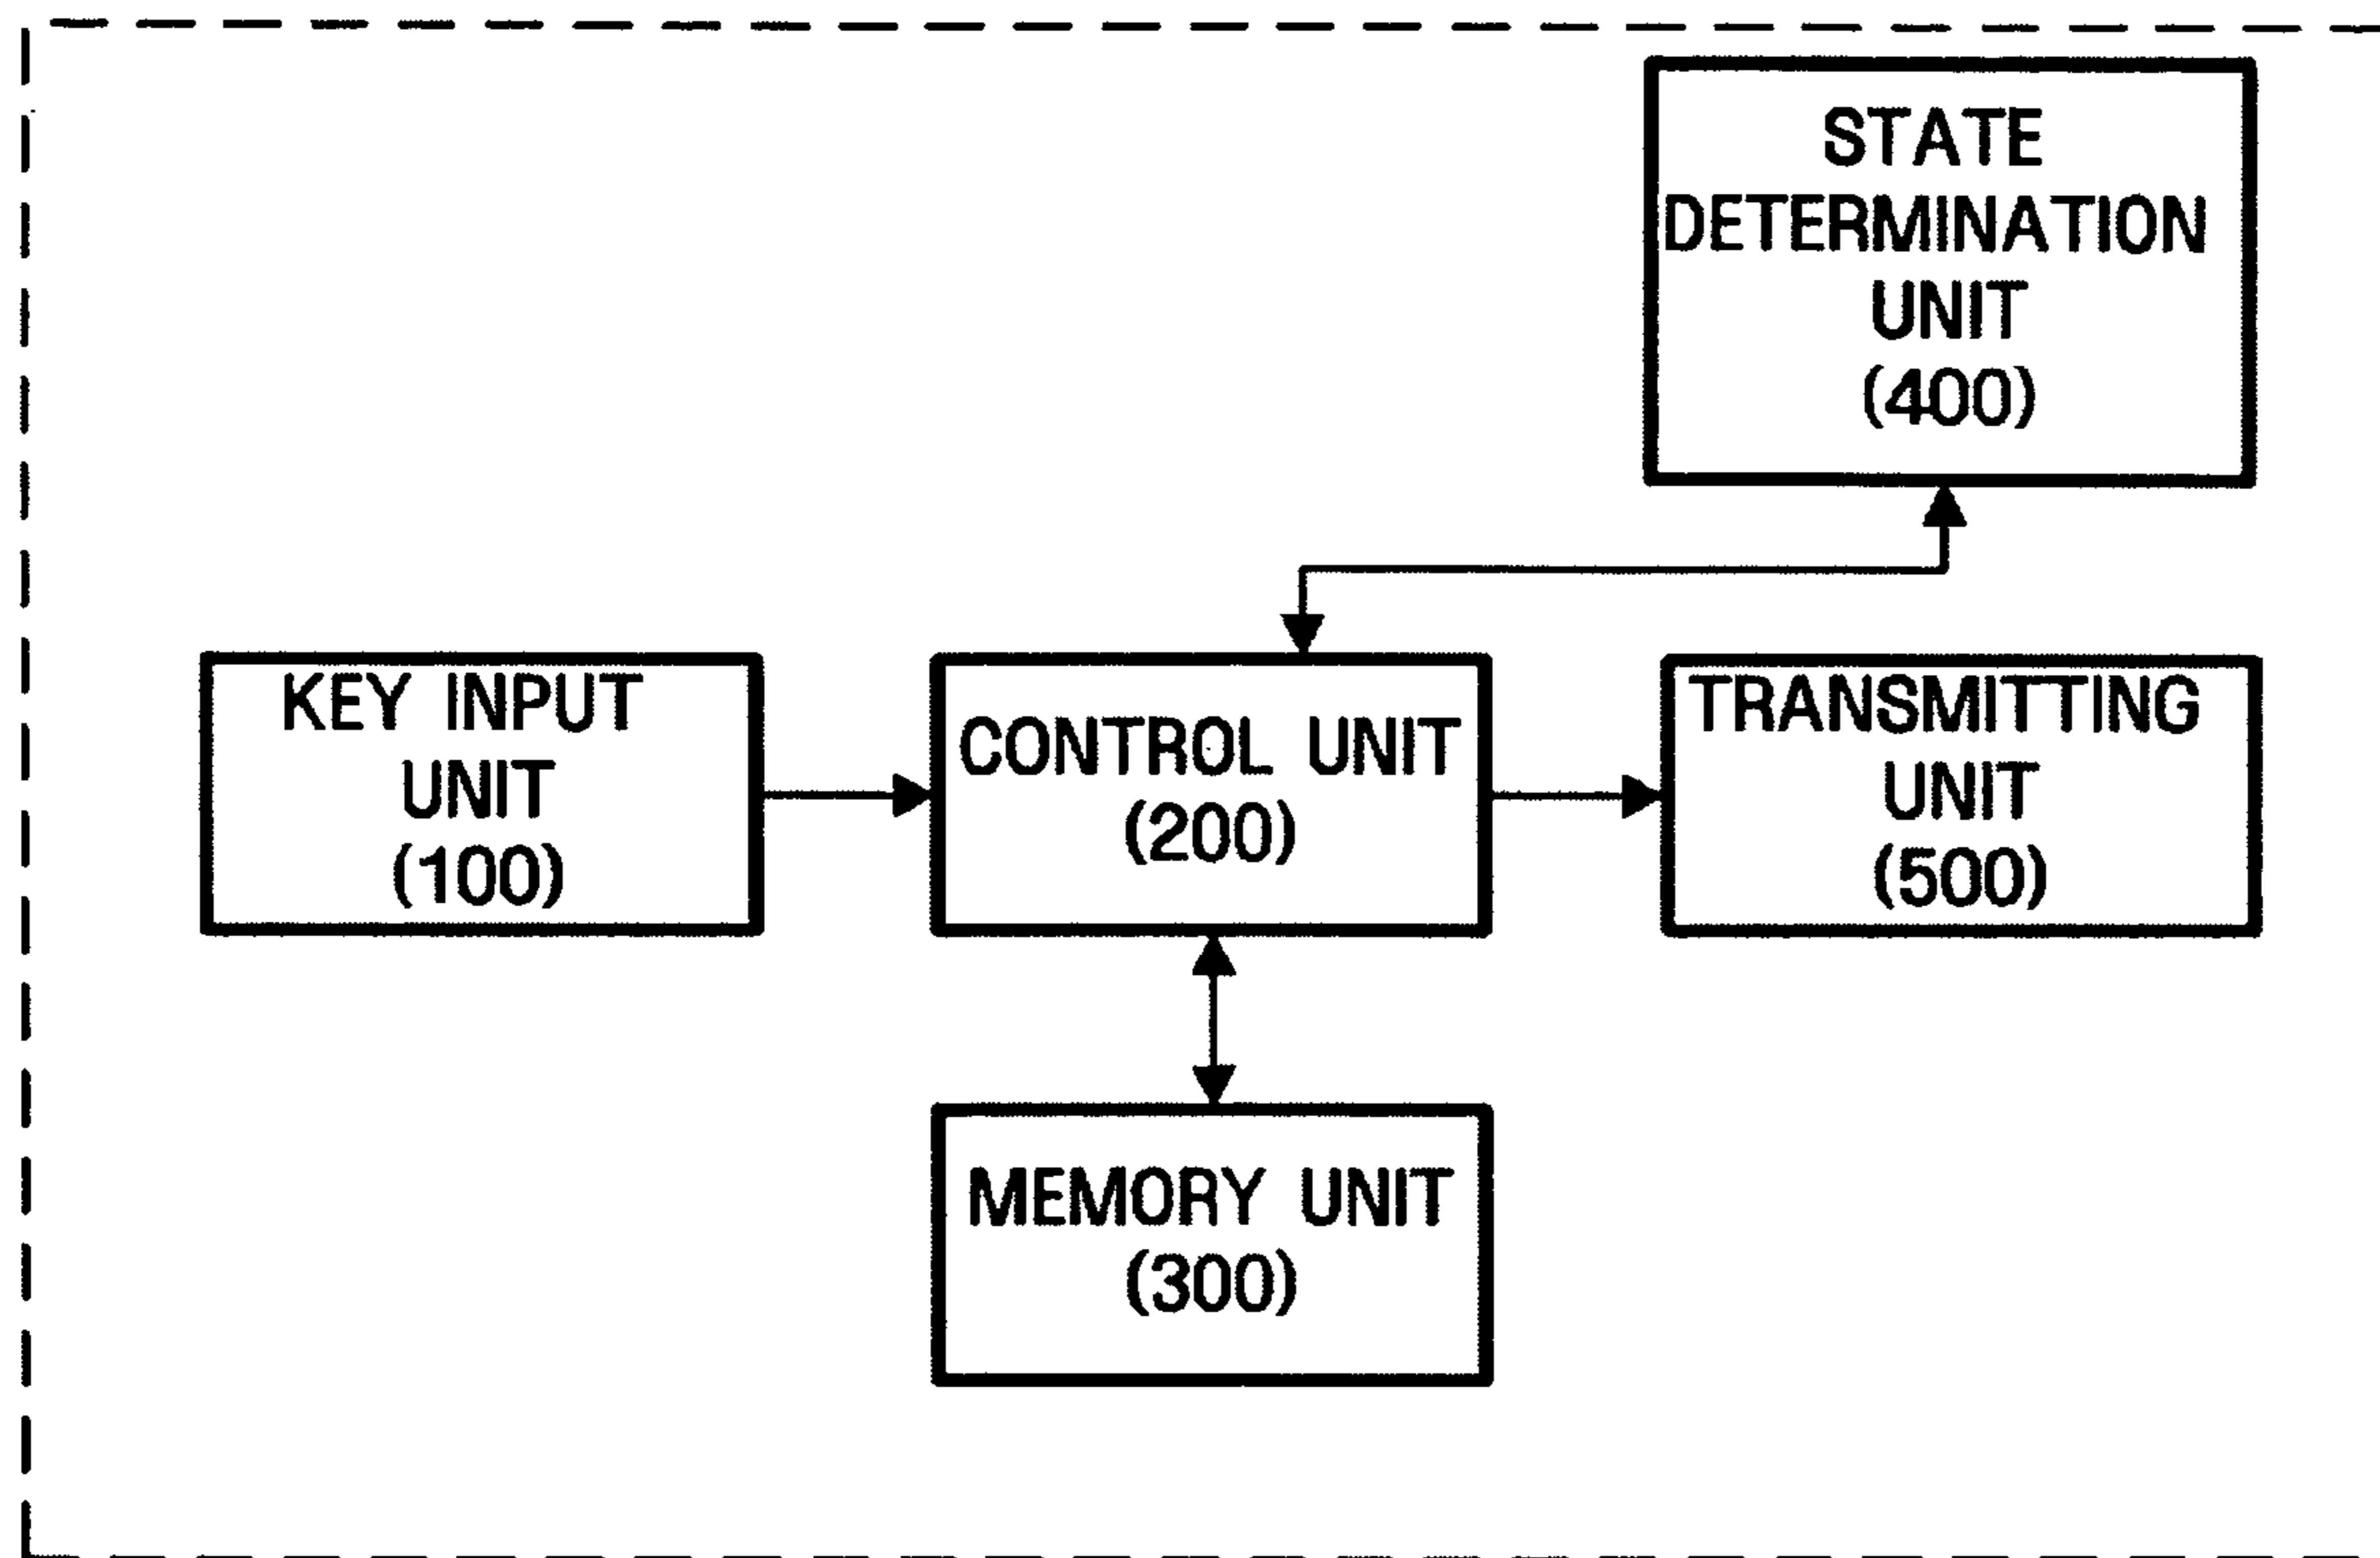 STATE
DETERMINATION
UNIT
(400)
KEY INPUT
UNIT
(100)
CONTROL UNIT
(200)
TRANSMITTING
UNIT
(500)
MEMORY UNIT
(300)